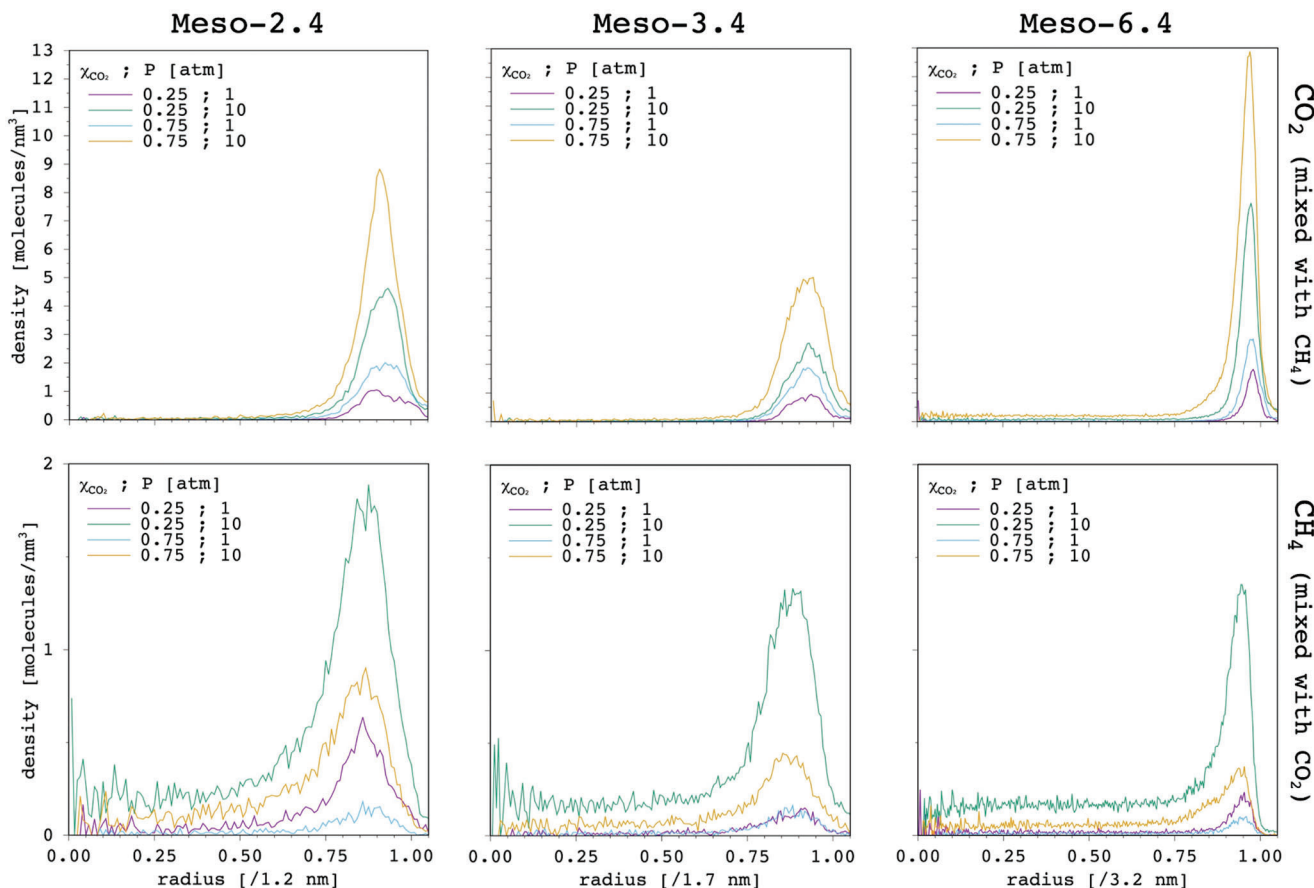 Meso-2.4
Meso-3.4
Meso-6.4
density [molecules/nm³]
13
12
11
10
9
8
7
6
5
4
3
2
1
0
χCO₂ ; P [atm]
0.25 ; 1
0.25 ; 10
0.75 ; 1
0.75 ; 10
χCO₂ ; P [atm]
0.25 ; 1
0.25 ; 10
0.75 ; 1
0.75 ; 10
χCO₂ ; P [atm]
0.25 ; 1
0.25 ; 10
0.75 ; 1
0.75 ; 10
CO₂ (mixed with CH₄)
density [molecules/nm³]
2
1
0
χCO₂ ; P [atm]
0.25 ; 1
0.25 ; 10
0.75 ; 1
0.75 ; 10
χCO₂ ; P [atm]
0.25 ; 1
0.25 ; 10
0.75 ; 1
0.75 ; 10
χCO₂ ; P [atm]
0.25 ; 1
0.25 ; 10
0.75 ; 1
0.75 ; 10
CH₄ (mixed with CO₂)
0.00 0.25 0.50 0.75 1.00
radius [/1.2 nm]
0.00 0.25 0.50 0.75 1.00
radius [/1.7 nm]
0.00 0.25 0.50 0.75 1.00
radius [/3.2 nm]